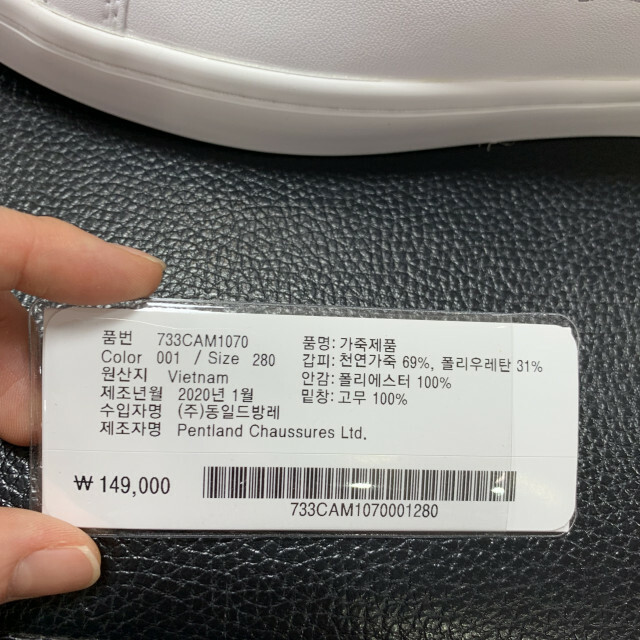 품번 733CAM1070
Color 001 / Size 280
원산지 Vietnam
제조년월 2020년 1월
수입자명 (주)동일드방레
제조자명 Pentland Chaussures Ltd.
품명: 가죽제품
갑피: 천연가죽 69%, 폴리우레탄 31%
안감: 폴리에스터 100%
밑창: 고무 100%
₩ 149,000
733CAM1070001280